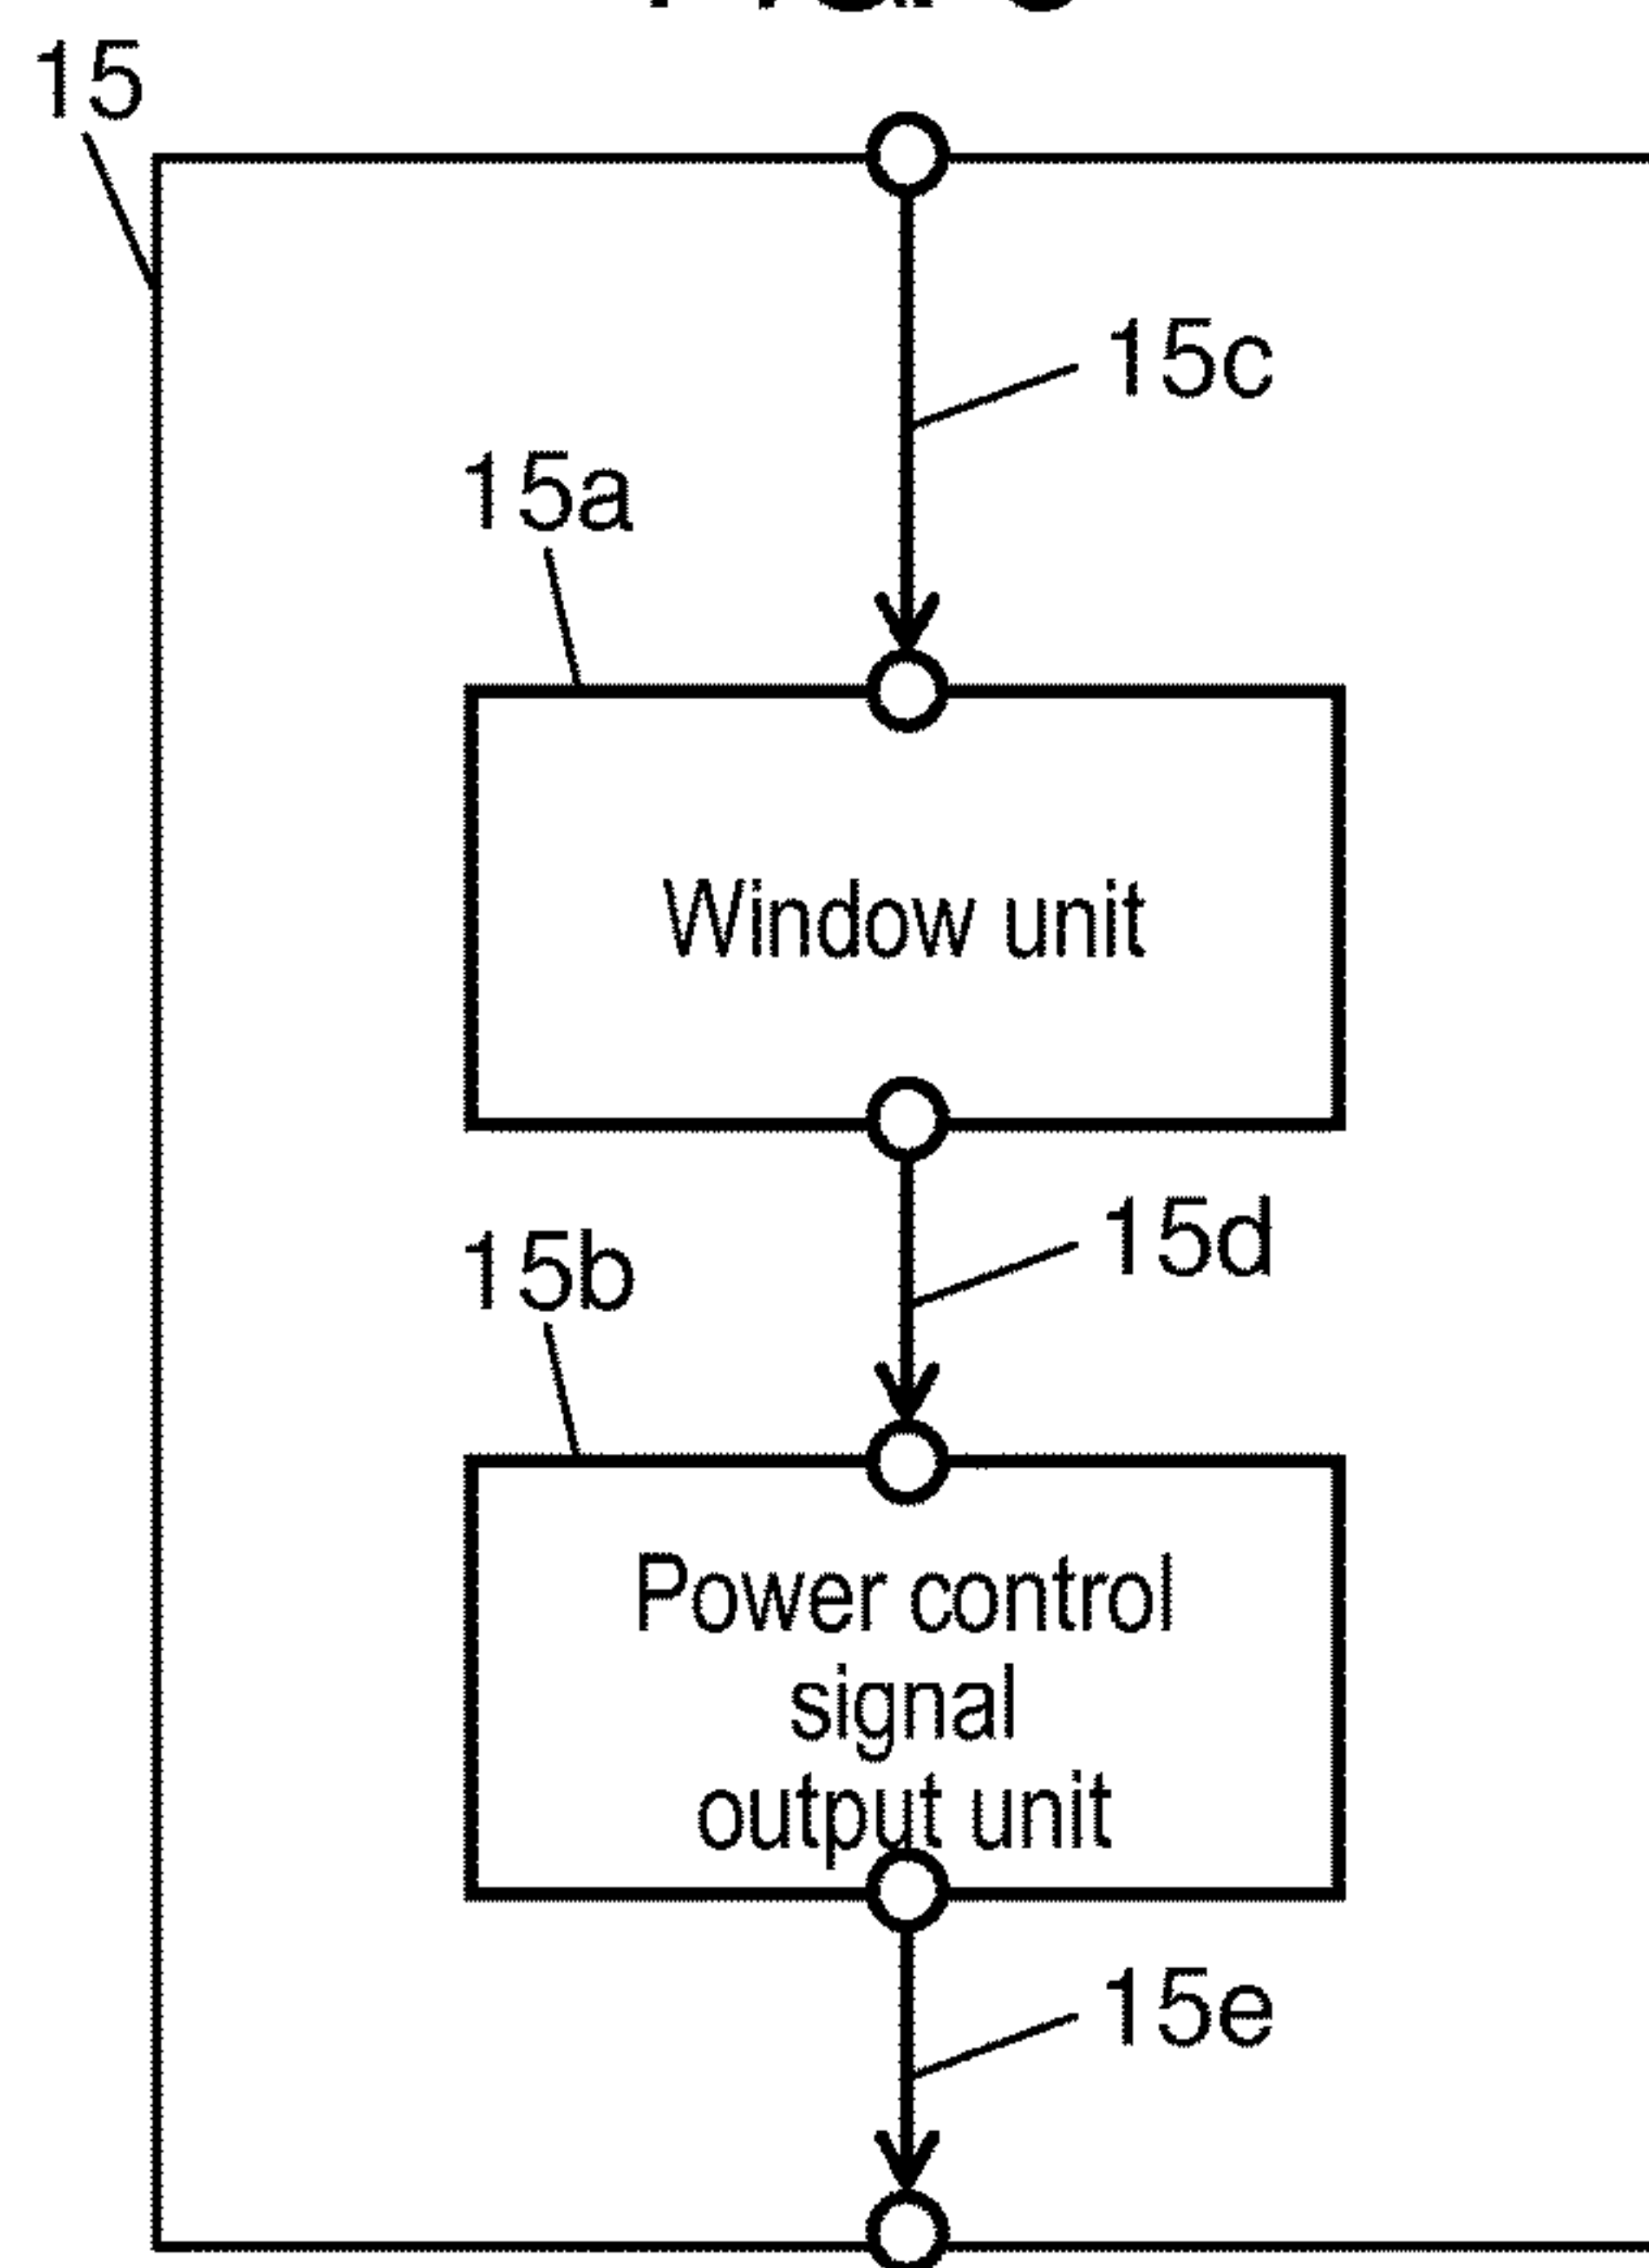 15
15c
15a
Window unit
15d
15b
Power control
signal
output unit
15e